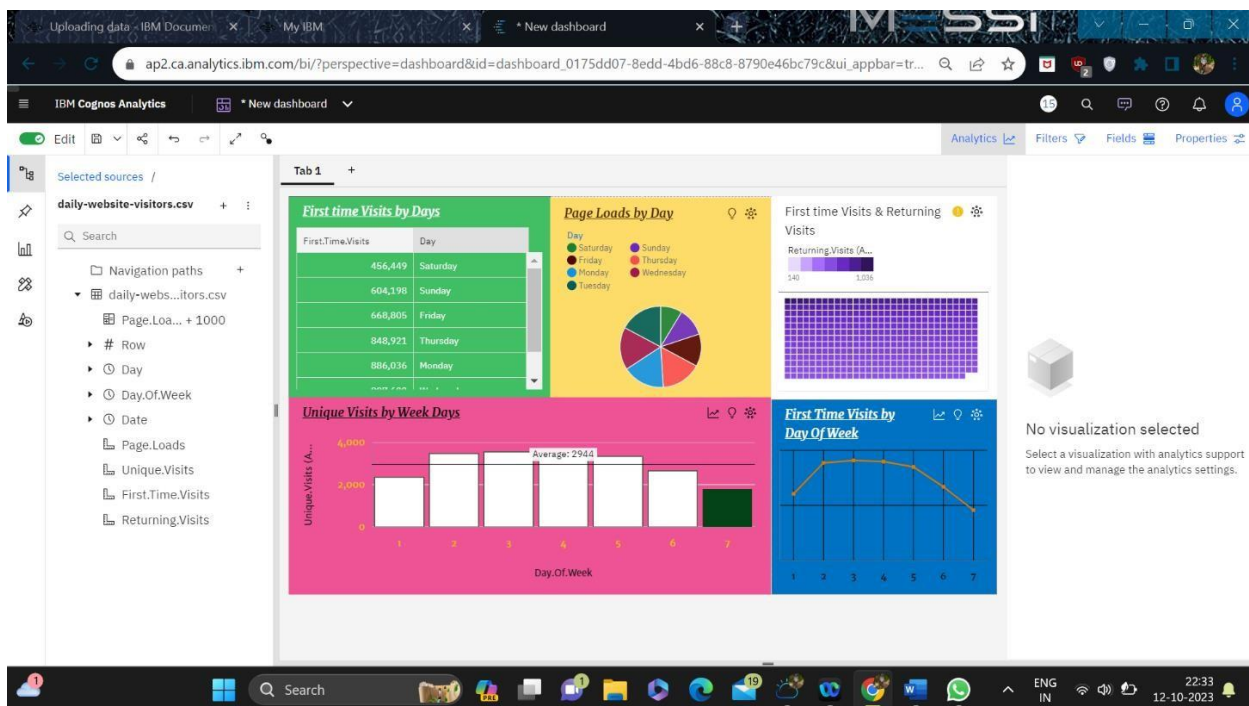 Uploading data - IBM Documen
My IBM
* New dashboard
MESSI
ap2.ca.analytics.ibm.com/bi/?perspective=dashboard&id=dashboard_0175dd07-8edd-4bd6-88c8-8790e46bc79c&ui_appbar=tr...
2
IBM Cognos Analytics
* New dashboard
15
Edit
Analytics
Filters
Fields
Properties
Selected sources /
daily-website-visitors.csv
Search
Navigation paths
daily-webs...itors.csv
Page.Loa... + 1000
# Row
Day
Day.Of.Week
Date
Page.Loads
Unique.Visits
First.Time.Visits
Returning.Visits
Tab 1
First time Visits by Days
First.Time.Visits Day
456,449 Saturday
604,198 Sunday
668,805 Friday
848,921 Thursday
886,036 Monday
Page Loads by Day
Day
Saturday Sunday
Friday Thursday
Monday Wednesday
Tuesday
First time Visits & Returning
Visits
Returning.Visits (A...
140 1,036
Unique Visits by Week Days
Unique.Visits (A...
4,000
2,000
0
Average: 2944
1 2 3 4 5 6 7
Day.Of.Week
First Time Visits by
Day Of Week
1 2 3 4 5 6 7
No visualization selected
Select a visualization with analytics support
to view and manage the analytics settings.
1
Search
PRE
1
19
ENG
IN
22:33
12-10-2023